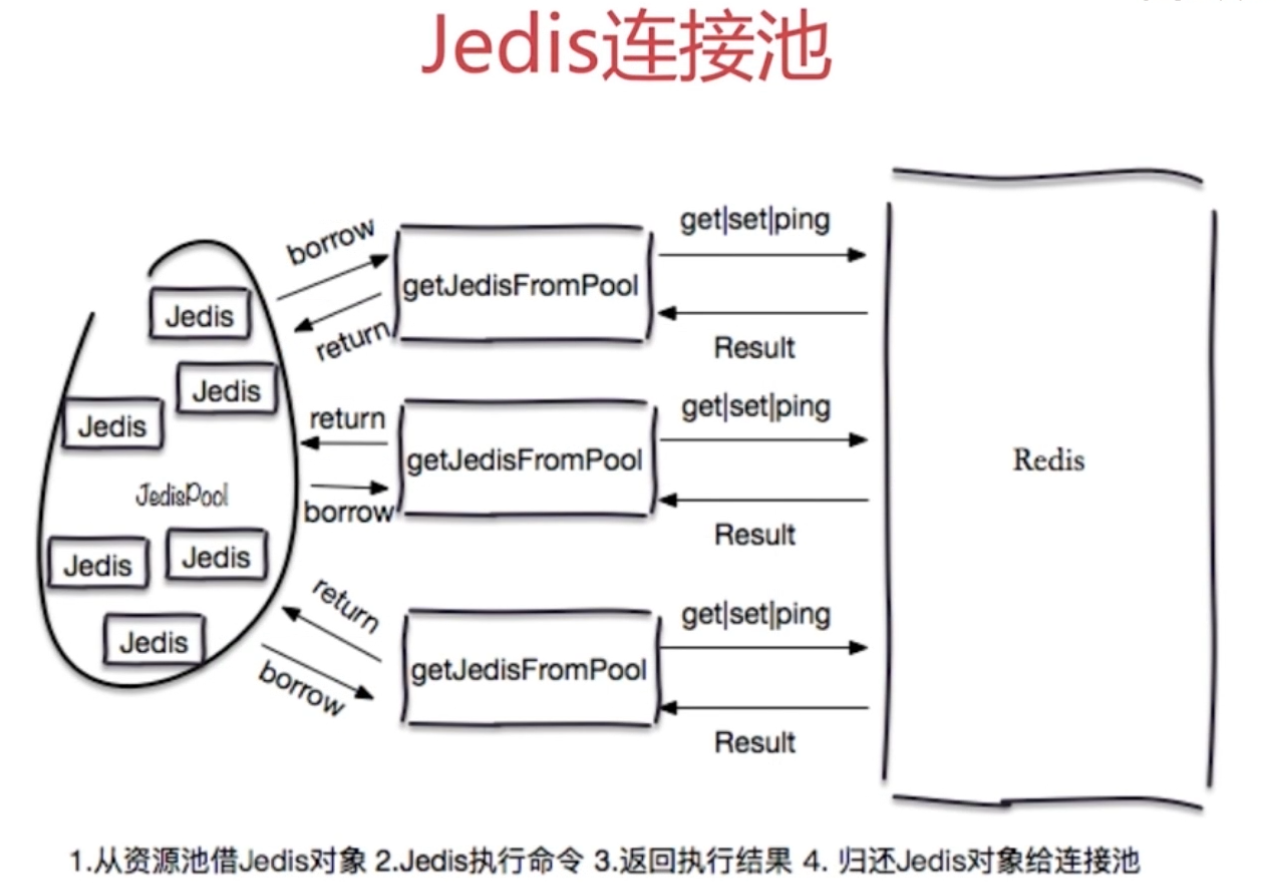 Jedis连接池
borrow
getJedisFromPool
return
get|set|ping
Result
Jedis
Jedis
Jedis
JedisPool
Jedis
Jedis
Jedis
return
getJedisFromPool
borrow
get|set|ping
Result
return
getJedisFromPool
borrow
get|set|ping
Result
Redis
1.从资源池借Jedis对象 2.Jedis执行命令 3.返回执行结果 4. 归还Jedis对象给连接池